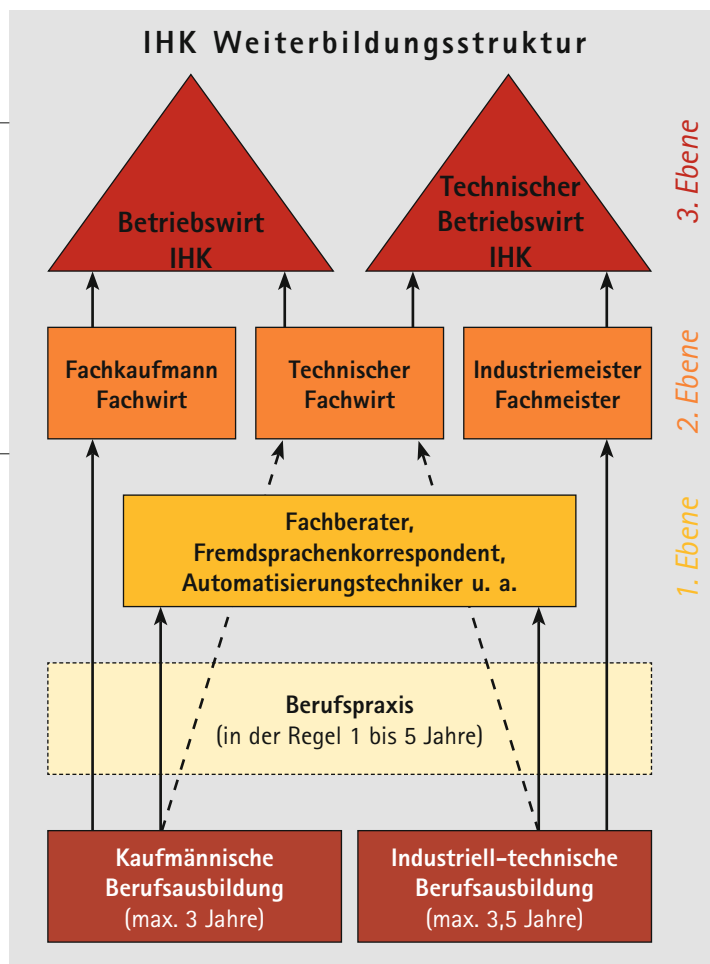 IHK Weiterbildungsstruktur
Betriebswirt
IHK
Technischer
Betriebswirt
IHK
3. Ebene
Fachkaufmann
Fachwirt
Technischer
Fachwirt
Industriemeister
Fachmeister
2. Ebene
Fachberater,
Fremdsprachenkorrespondent,
Automatisierungstechniker u. a.
1. Ebene
Berufspraxis
(in der Regel 1 bis 5 Jahre)
Kaufmännische
Berufsausbildung
(max. 3 Jahre)
Industriell-technische
Berufsausbildung
(max. 3,5 Jahre)